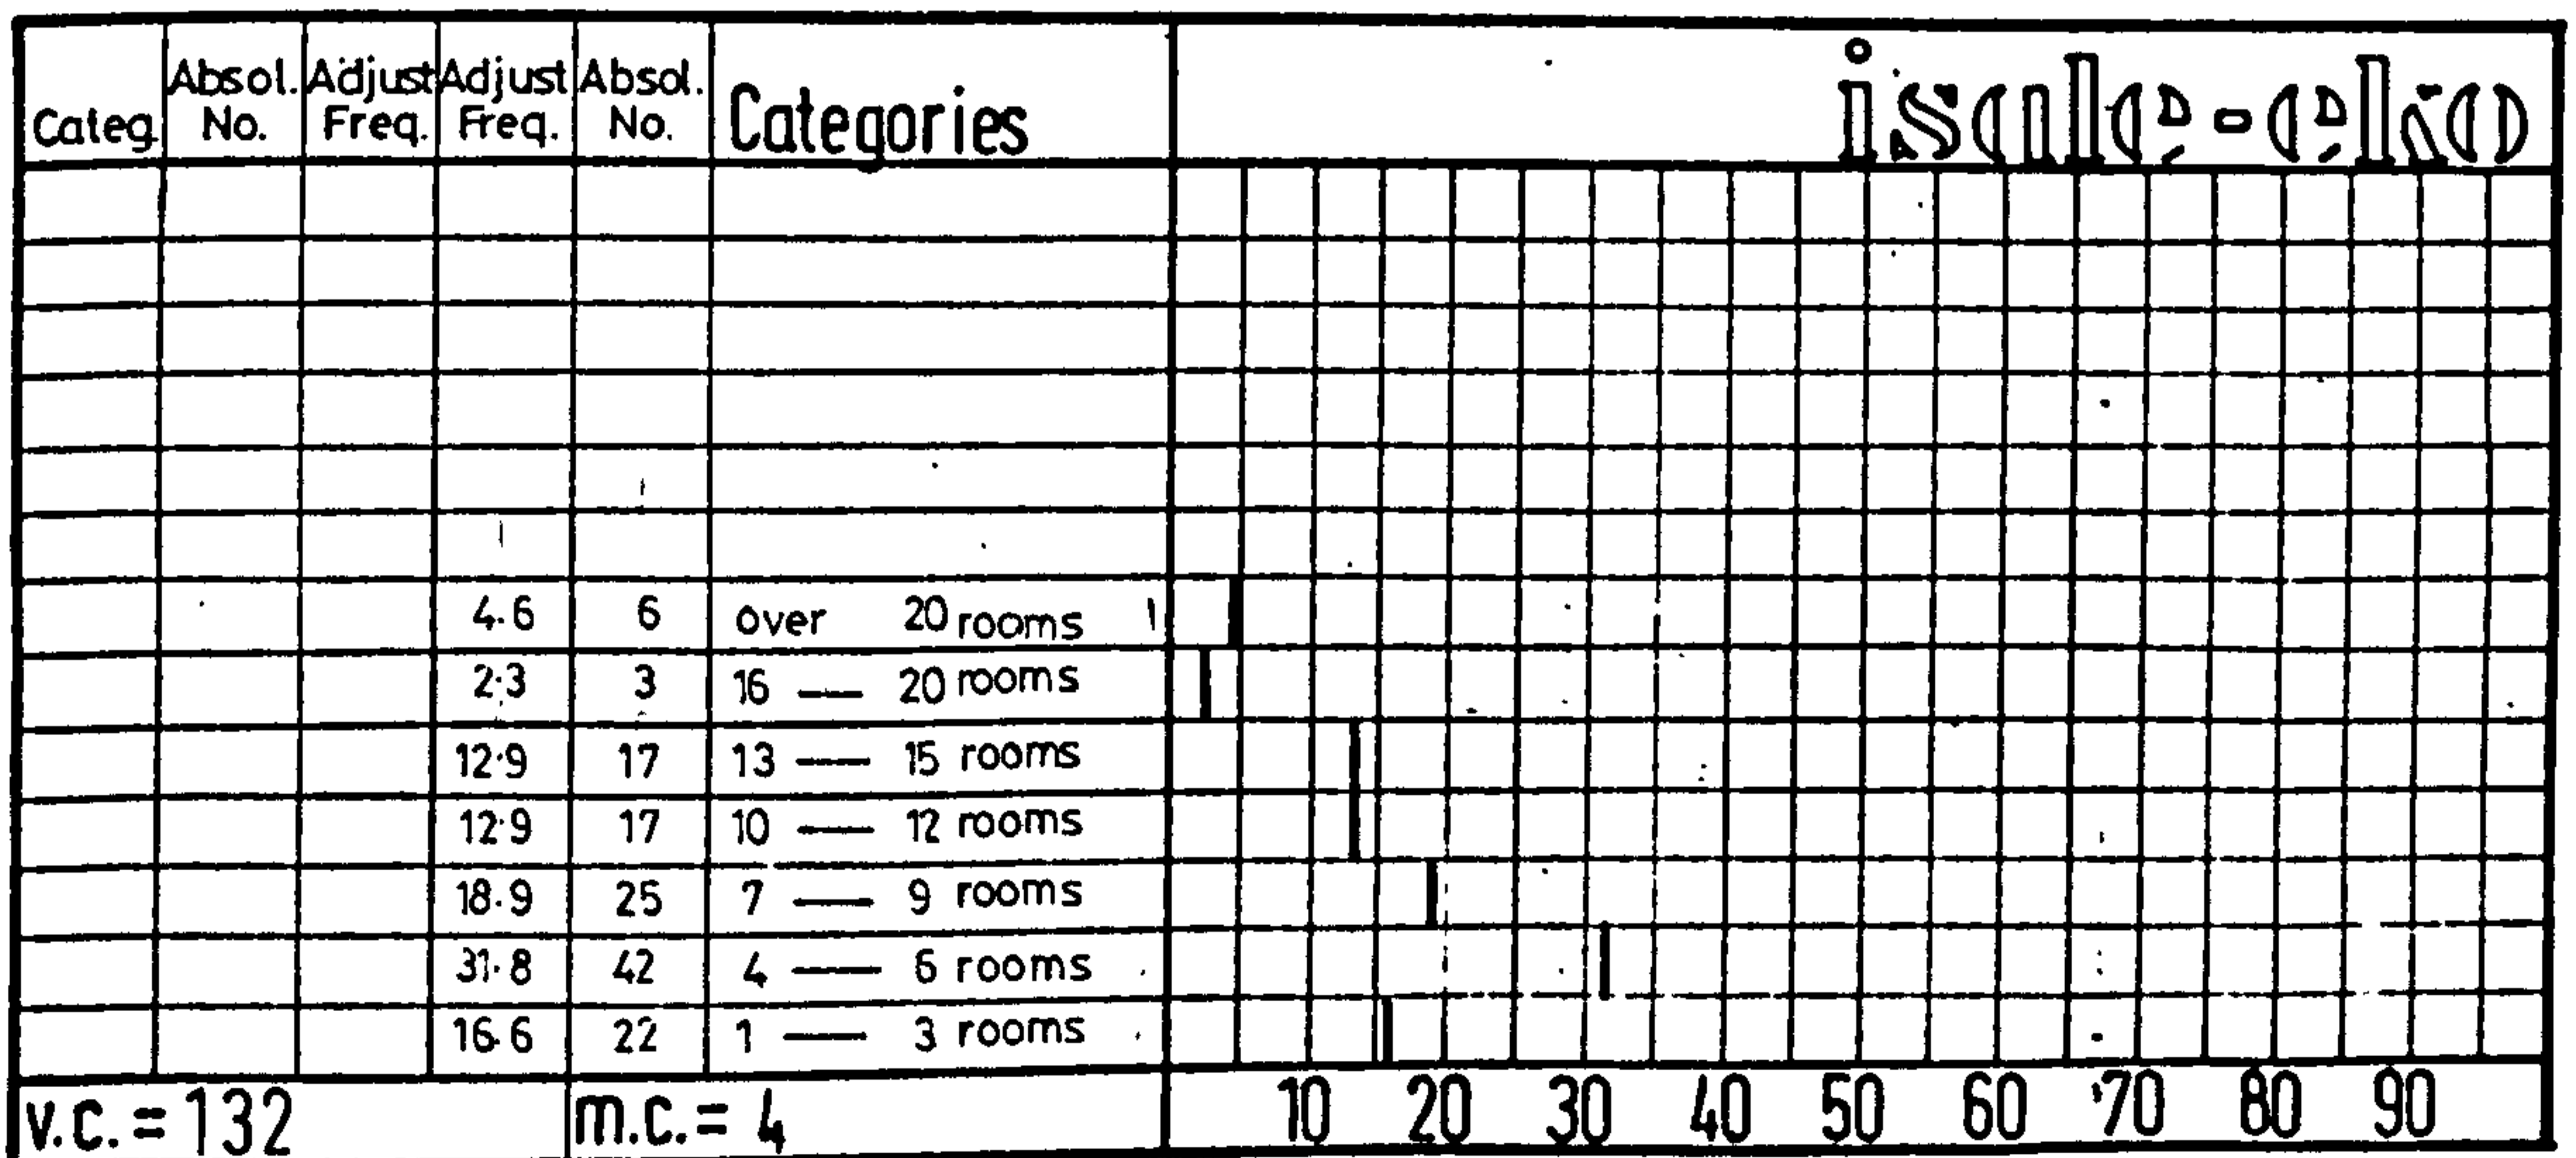 Categ. Absol. No. Adjust Freq. Adjust Freq. Absol. No. Categories isale-eko
4.6 6 over 20 rooms
2.3 3 16 — 20 rooms
12.9 17 13 — 15 rooms
12.9 17 10 — 12 rooms
18.9 25 7 — 9 rooms
31.8 42 4 — 6 rooms
16.6 22 1 — 3 rooms
v.c. = 132 m.c. = 4 10 20 30 40 50 60 70 80 90